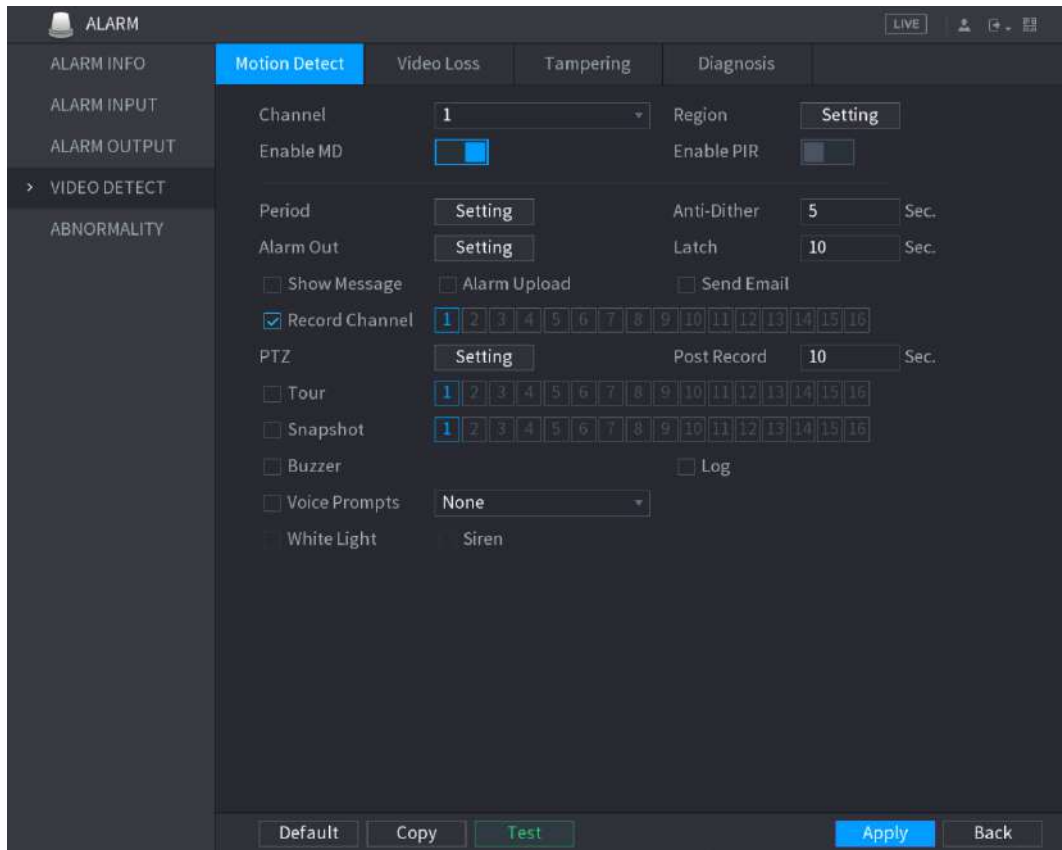 ALARM LIVE
ALARM INFO
ALARM INPUT
ALARM OUTPUT
> VIDEO DETECT
ABNORMALITY
Motion Detect Video Loss Tampering Diagnosis
Channel 1 Region Setting
Enable MD Enable PIR
Period Setting Anti-Dither 5 Sec.
Alarm Out Setting Latch 10 Sec.
Show Message Alarm Upload Send Email
Record Channel 1 2 3 4 5 6 7 8 9 10 11 12 13 14 15 16
PTZ Setting Post Record 10 Sec.
Tour 1 2 3 4 5 6 7 8 9 10 11 12 13 14 15 16
Snapshot 1 2 3 4 5 6 7 8 9 10 11 12 13 14 15 16
Buzzer Log
Voice Prompts None
White Light Siren
Default Copy Test Apply Back